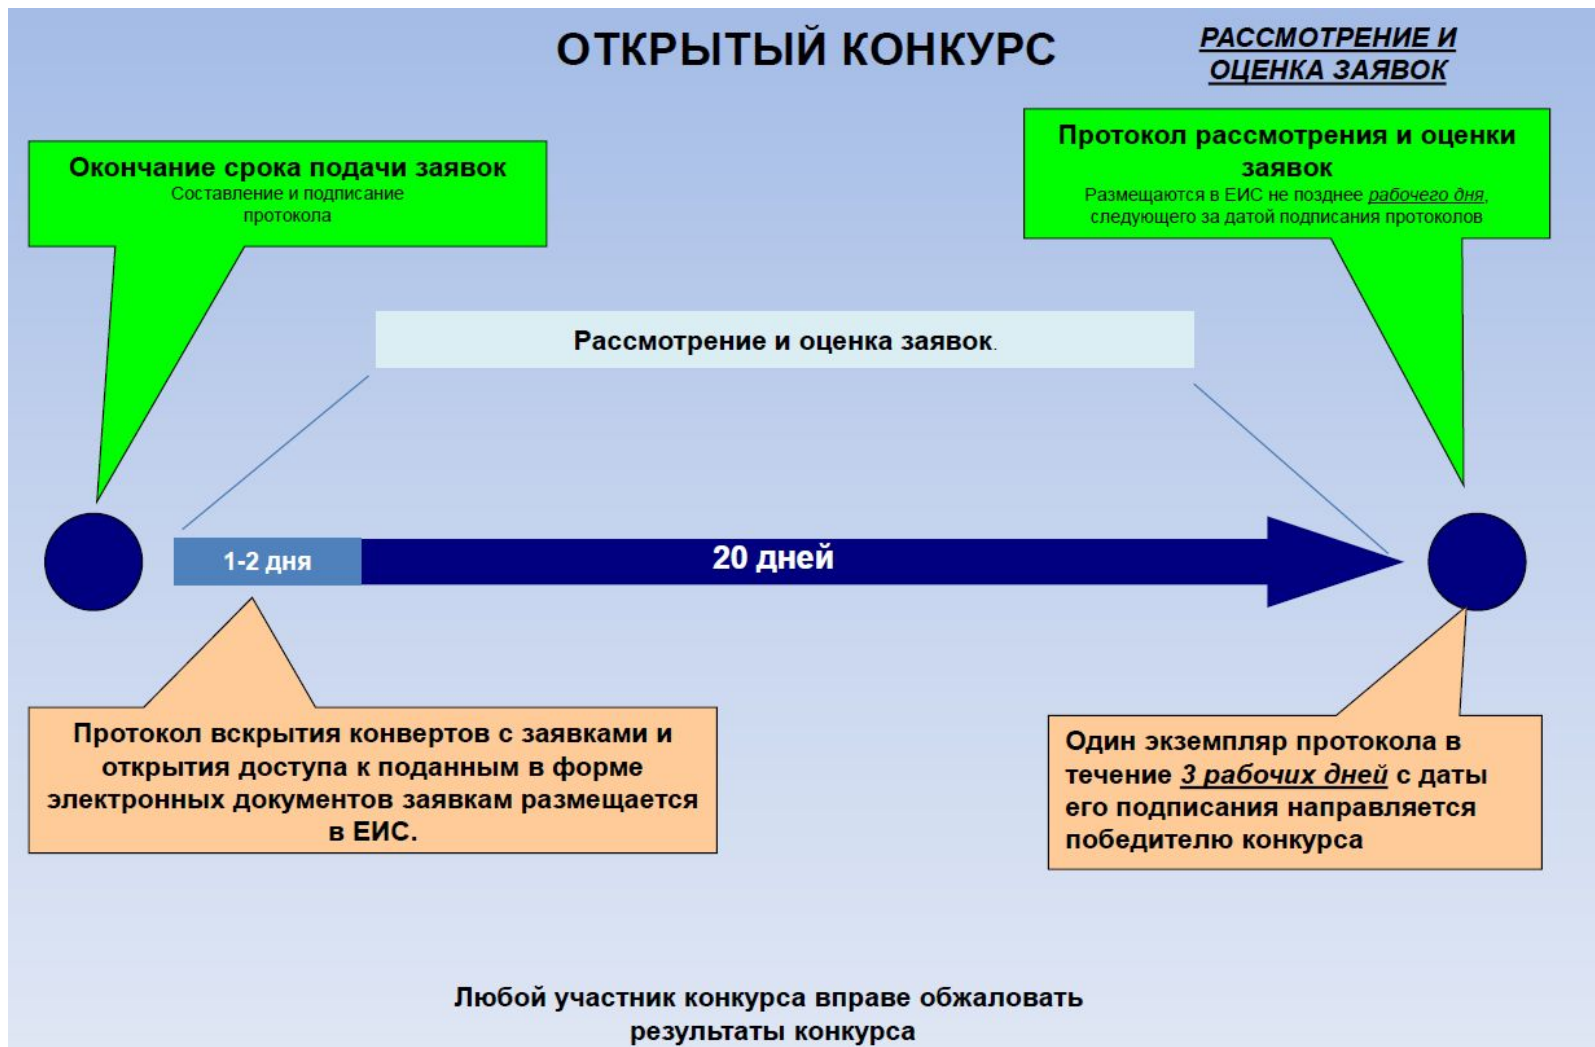 ОТКРЫТЫЙ КОНКУРС
РАССМОТРЕНИЕ И
ОЦЕНКА ЗАЯВОК
Окончание срока подачи заявок
Составление и подписание
протокола
Протокол рассмотрения и оценки
заявок
Размещаются в ЕИС не позднее рабочего дня,
следующего за датой подписания протоколов
Рассмотрение и оценка заявок.
1-2 дня
20 дней
Протокол вскрытия конвертов с заявками и
открытия доступа к поданным в форме
электронных документов заявкам размещается
в ЕИС.
Один экземпляр протокола в
течение 3 рабочих дней с даты
его подписания направляется
победителю конкурса
Любой участник конкурса вправе обжаловать
результаты конкурса